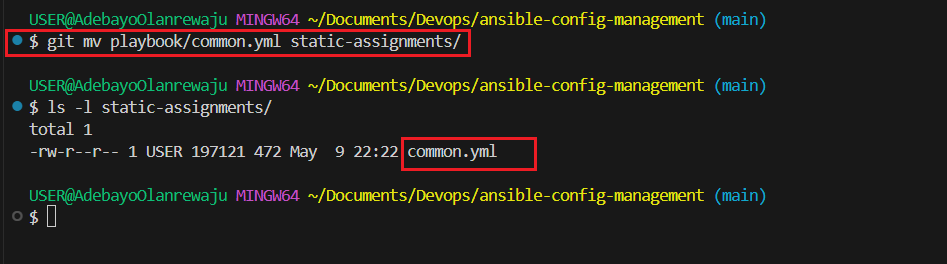 USER@AdebayoOlanrewaju MINGW64 ~/Documents/Devops/ansible-config-management (main)
$ git mv playbook/common.yml static-assignments/
USER@AdebayoOlanrewaju MINGW64 ~/Documents/Devops/ansible-config-management (main)
$ ls -l static-assignments/
total 1
-rw-r--r-- 1 USER 197121 472 May  9 22:22 common.yml
USER@AdebayoOlanrewaju MINGW64 ~/Documents/Devops/ansible-config-management (main)
$